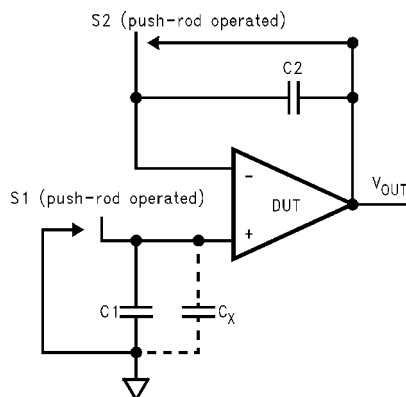 S2 (push-rod operated)
C2
-
S1 (push-rod operated)
DUT
VOUT
+
C1
CX